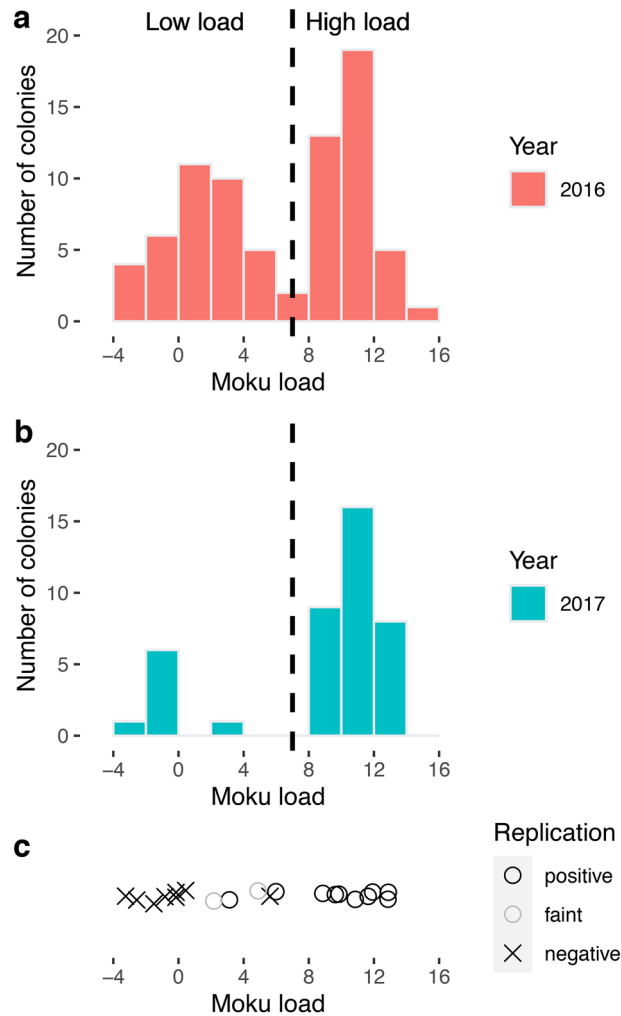 a
Low load
High load
Number of colonies
20
15
10
5
0
−4 0 4 8 12 16
Moku load
Year
2016
b
Number of colonies
20
15
10
5
0
−4 0 4 8 12 16
Moku load
Year
2017
c
−4 0 4 8 12 16
Moku load
Replication
positive
faint
negative